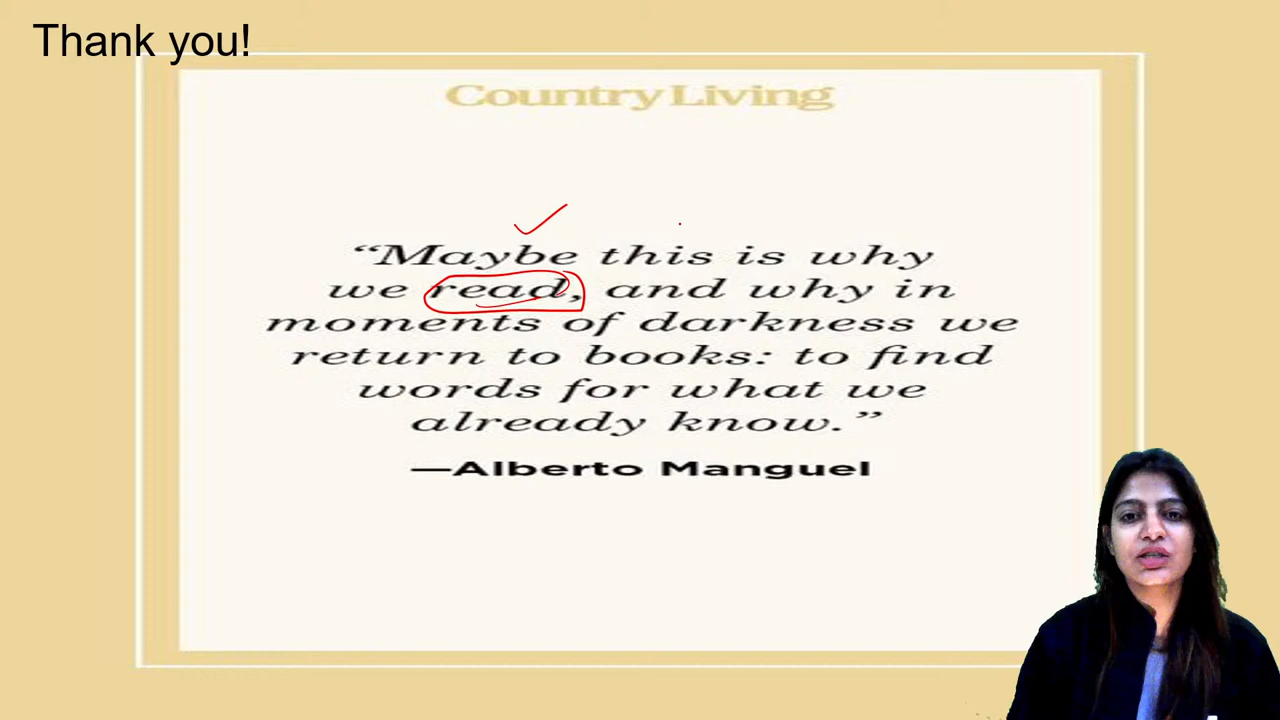 Thank you!
Country Living
“Maybe this is why
we read, and why in
moments of darkness we
return to books: to find
words for what we
already know.”
—Alberto Manguel